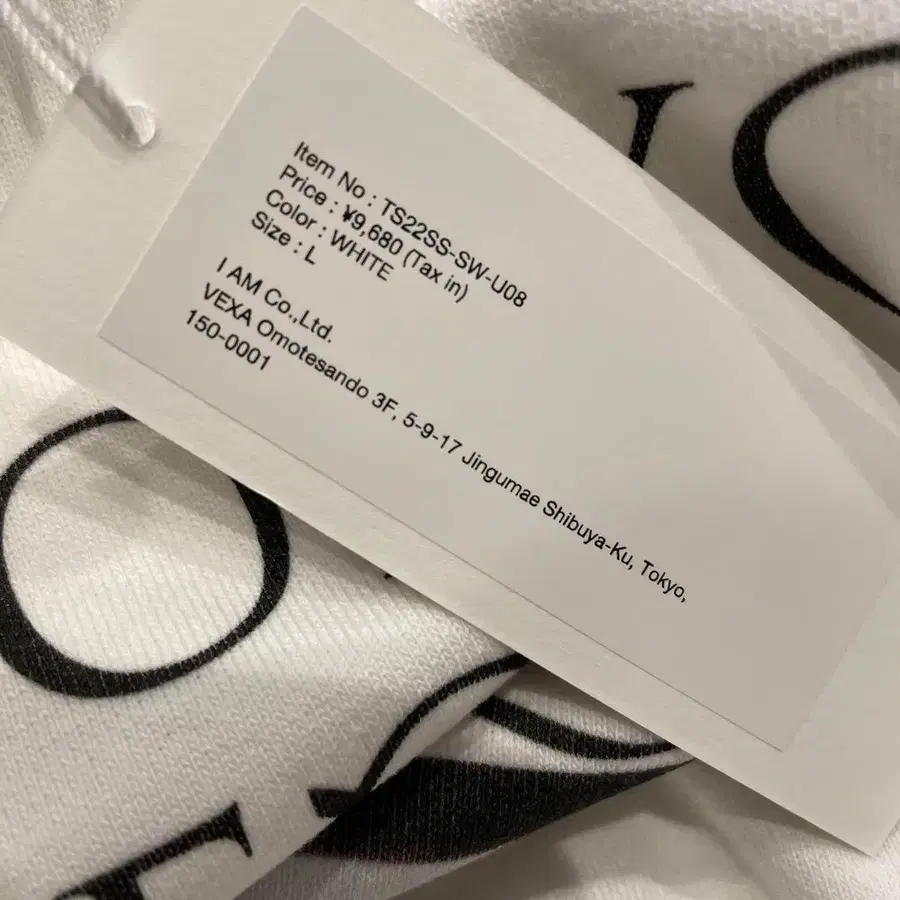 Item No : TS22SS-SW-U08
Price : ¥9,680 (Tax in)
Color : WHITE
Size : L
I AM Co.,Ltd.
VEXA Omotesando 3F, 5-9-17 Jingumae Shibuya-Ku, Tokyo,
150-0001